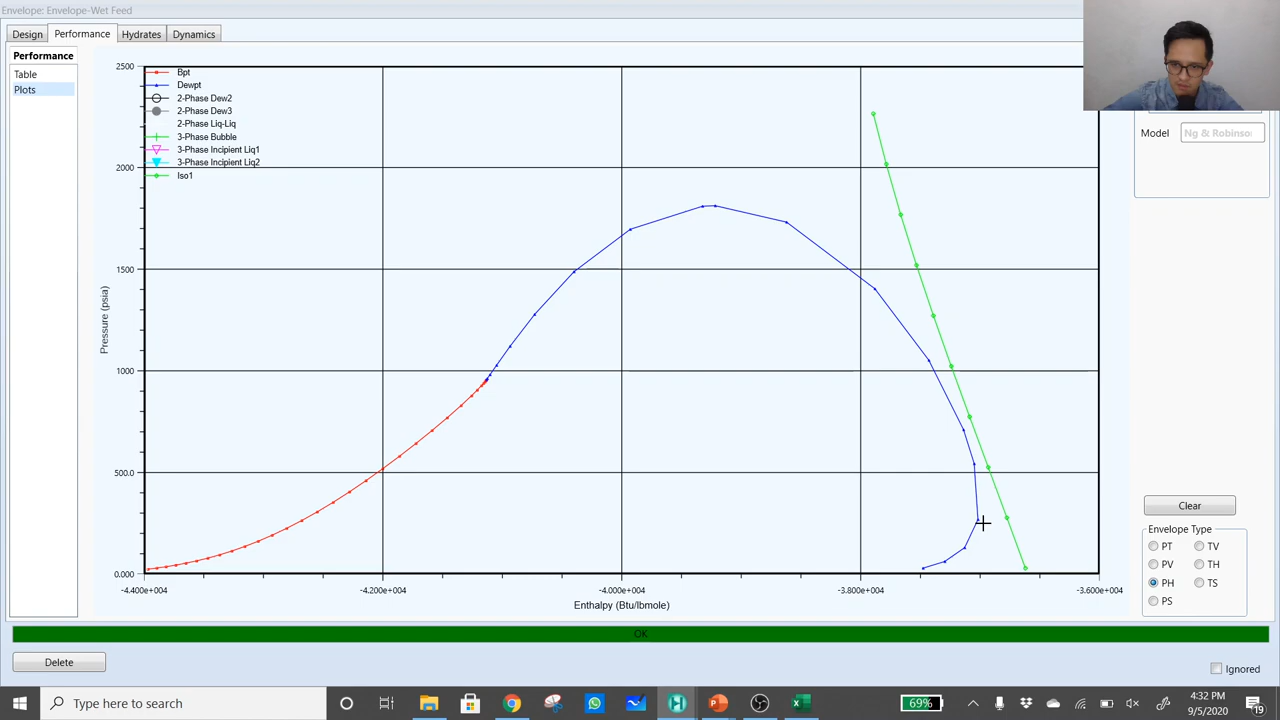 Envelope: Envelope-Wet Feed
Design Performance Hydrates Dynamics
Performance
Table
Plots
2500
2000
1500
1000
500.0
0.000
Pressure (psia)
Bpt
Dewpt
2-Phase Dew2
2-Phase Dew3
2-Phase Liq-Liq
3-Phase Bubble
3-Phase Incipient Liq1
3-Phase Incipient Liq2
Iso1
-4.400e+004 -4.200e+004 -4.000e+004 -3.800e+004 -3.600e+004
Enthalpy (Btu/lbmole)
Model Ng & Robinso
Clear
Envelope Type
PT TV
PV TH
PH TS
PS
OK
Delete
Ignored
Type here to search
69%
4:32 PM
9/5/2020
19